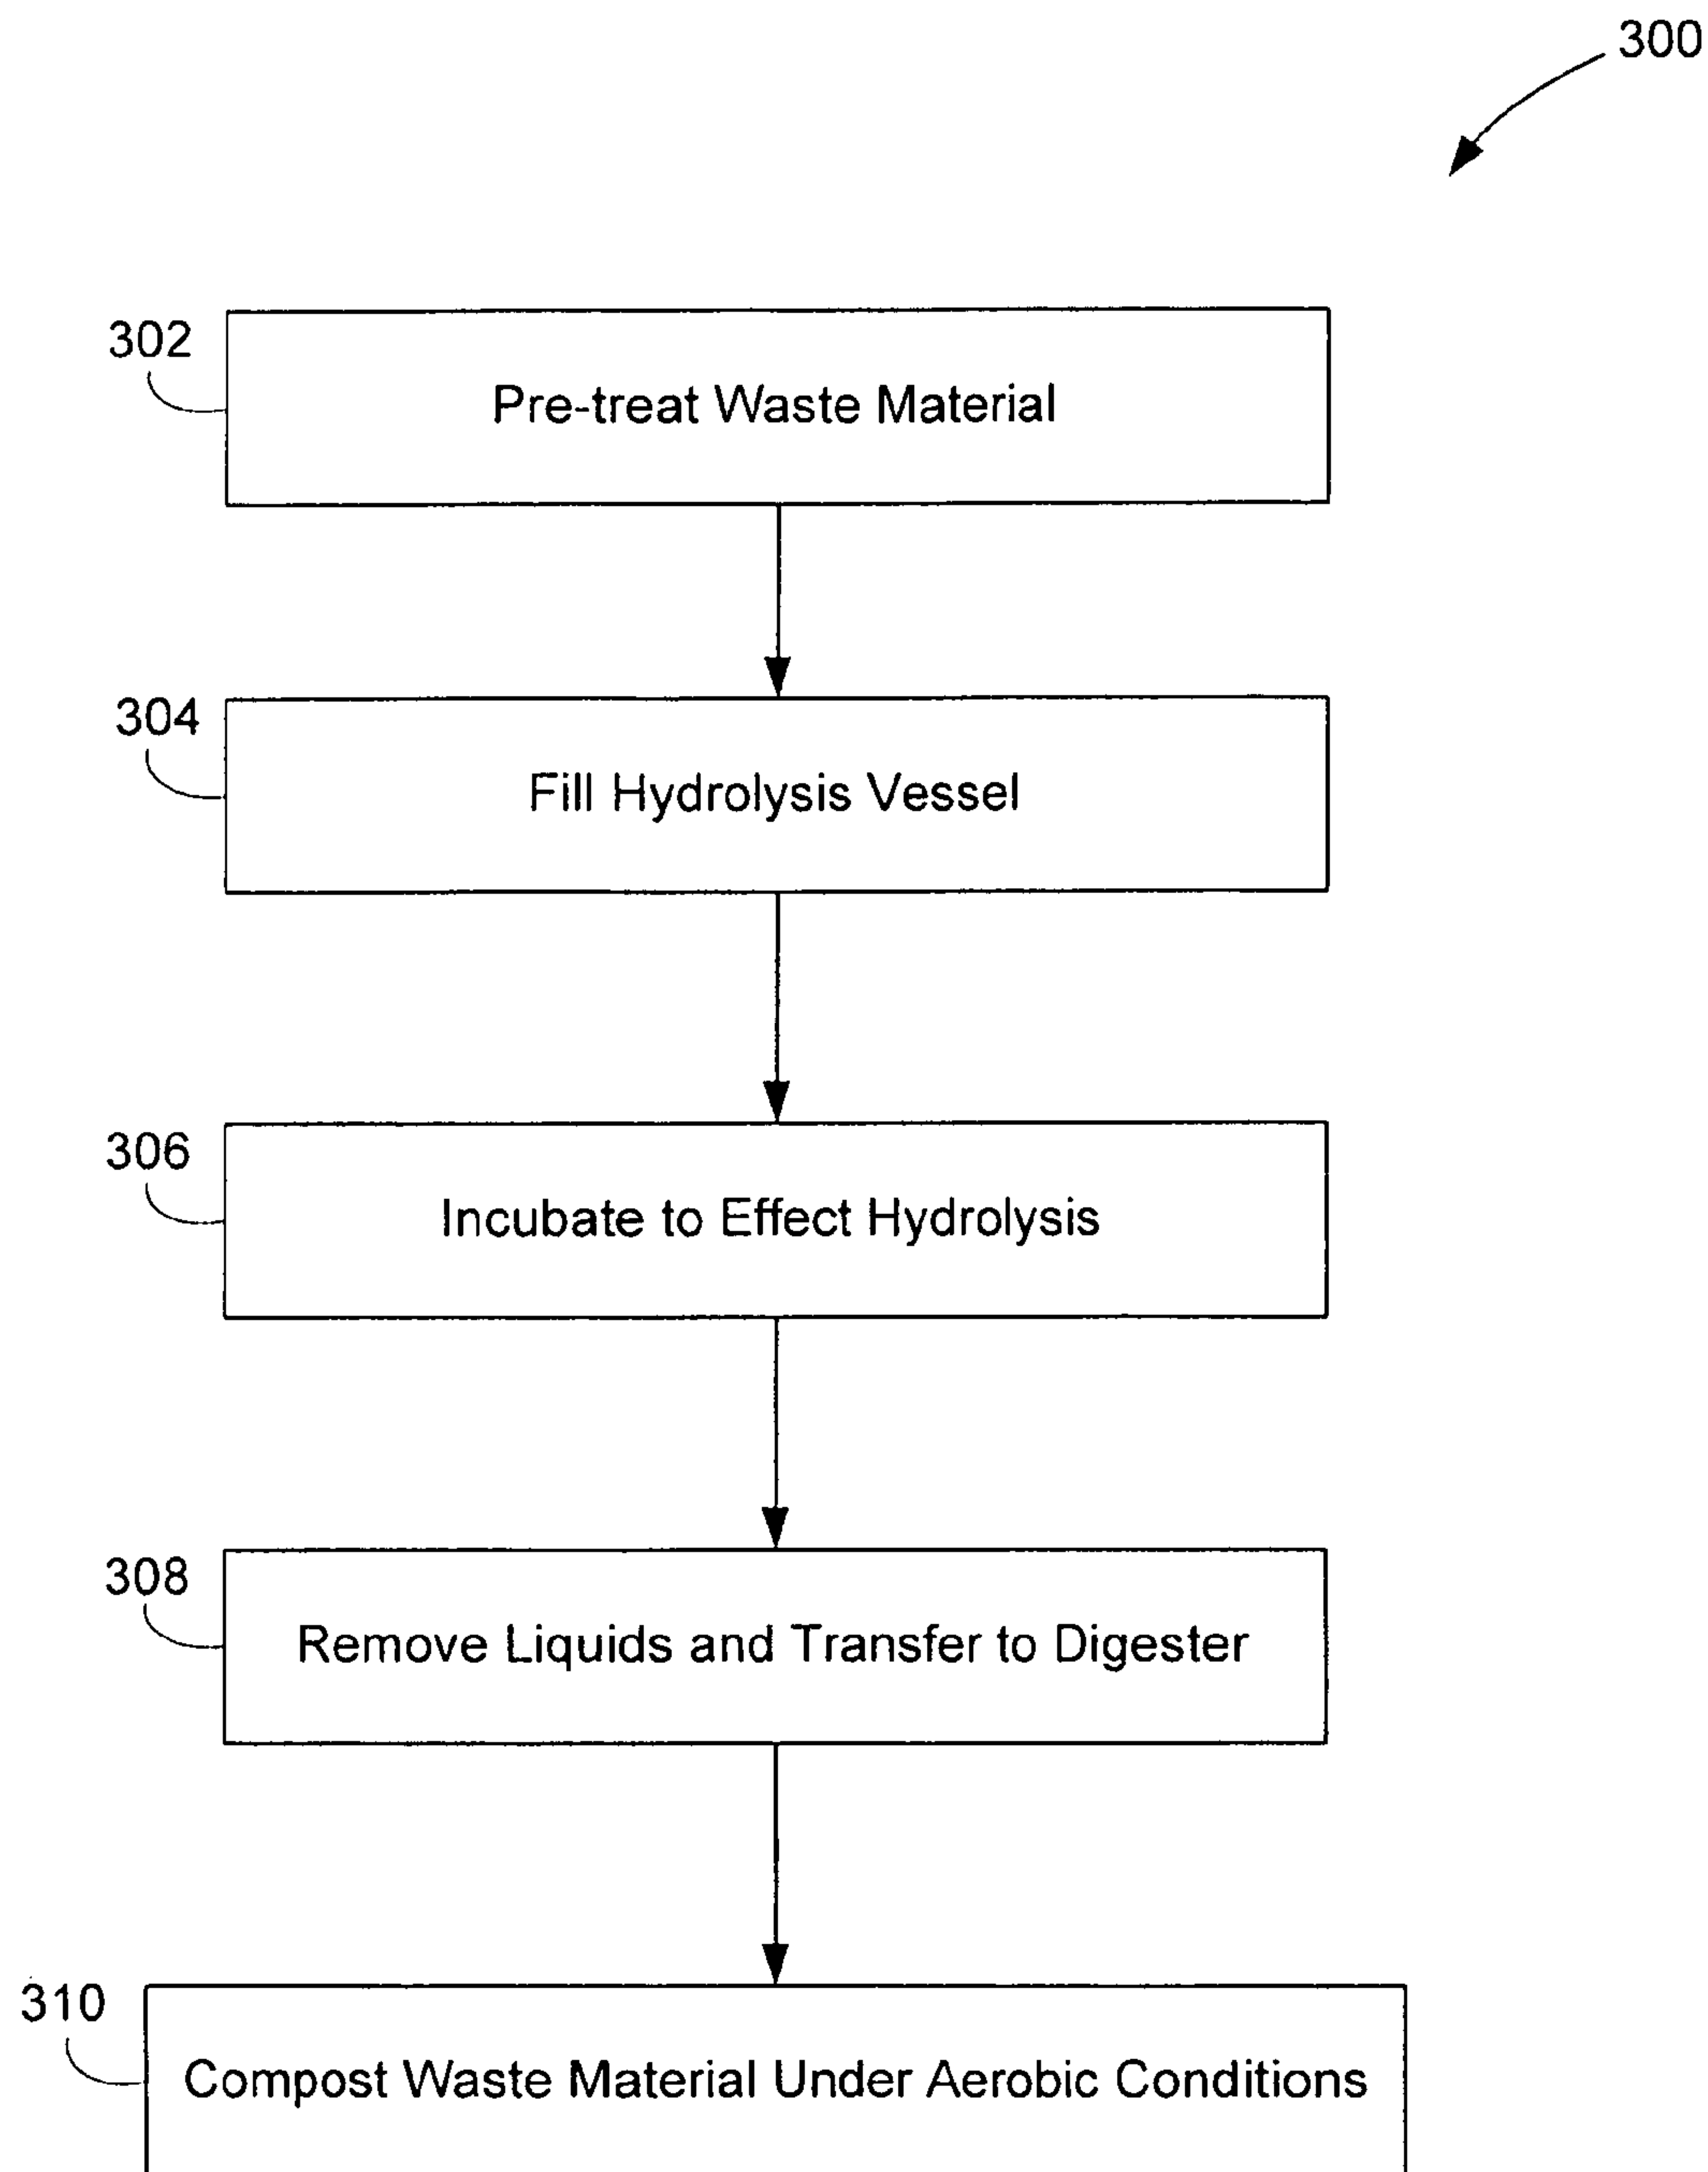 300
302
Pre-treat Waste Material
304
Fill Hydrolysis Vessel
306
Incubate to Effect Hydrolysis
308
Remove Liquids and Transfer to Digester
310
Compost Waste Material Under Aerobic Conditions